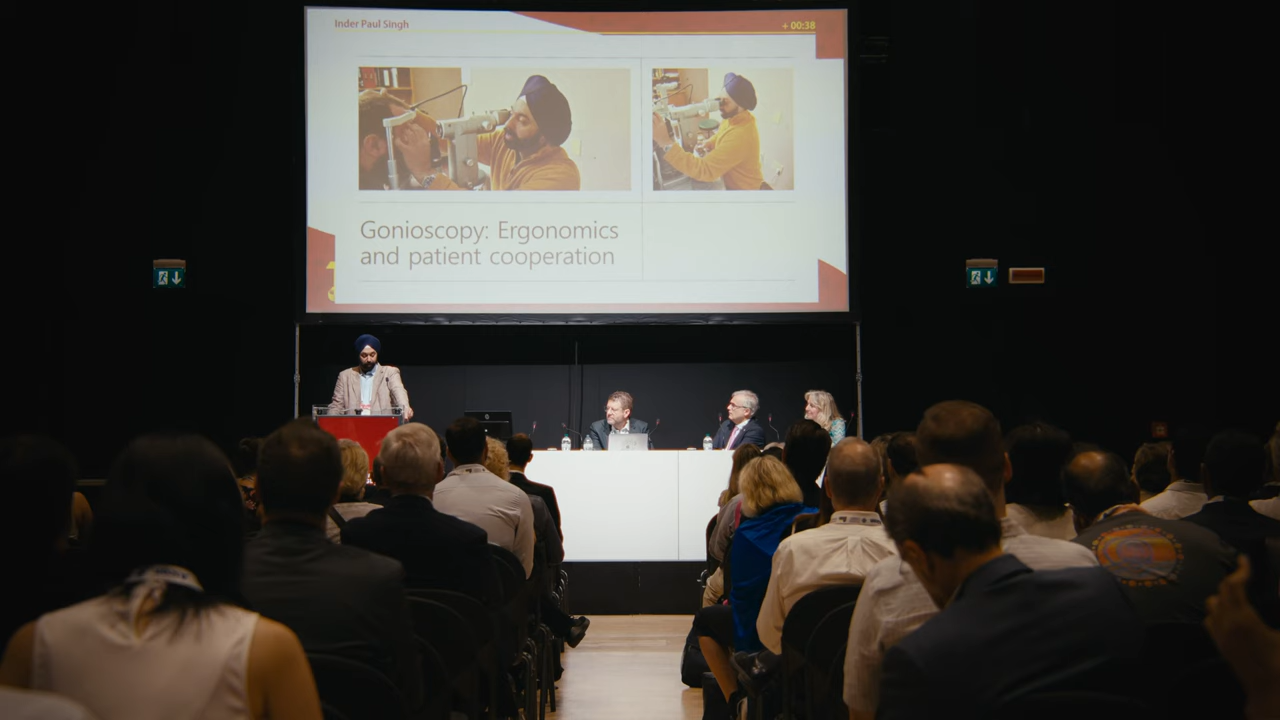 Inder Paul Singh
+ 00:38
Gonioscopy: Ergonomics
and patient cooperation